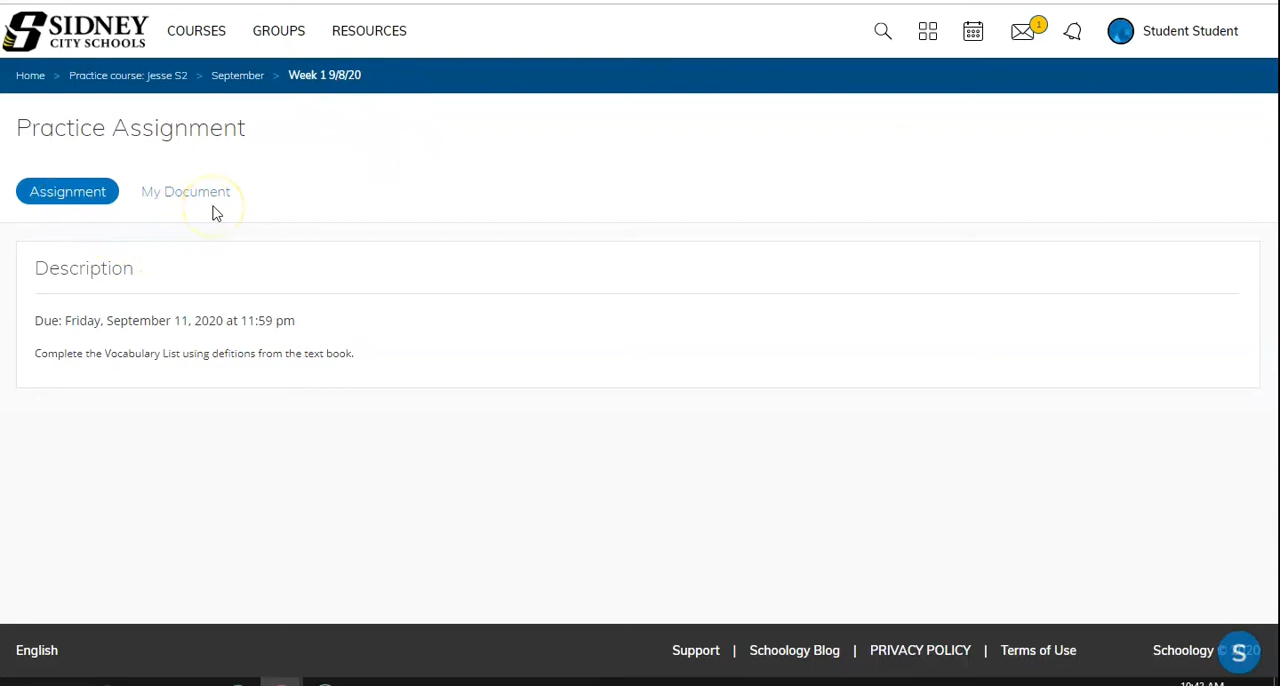 SIDNEY
CITY SCHOOLS
COURSES GROUPS RESOURCES
1
Student Student
Home > Practice course: Jesse S2 > September > Week 1 9/8/20
Practice Assignment
Assignment My Document
Description
Due: Friday, September 11, 2020 at 11:59 pm
Complete the Vocabulary List using defitions from the text book.
English Support | Schoology Blog | PRIVACY POLICY | Terms of Use Schoology
S